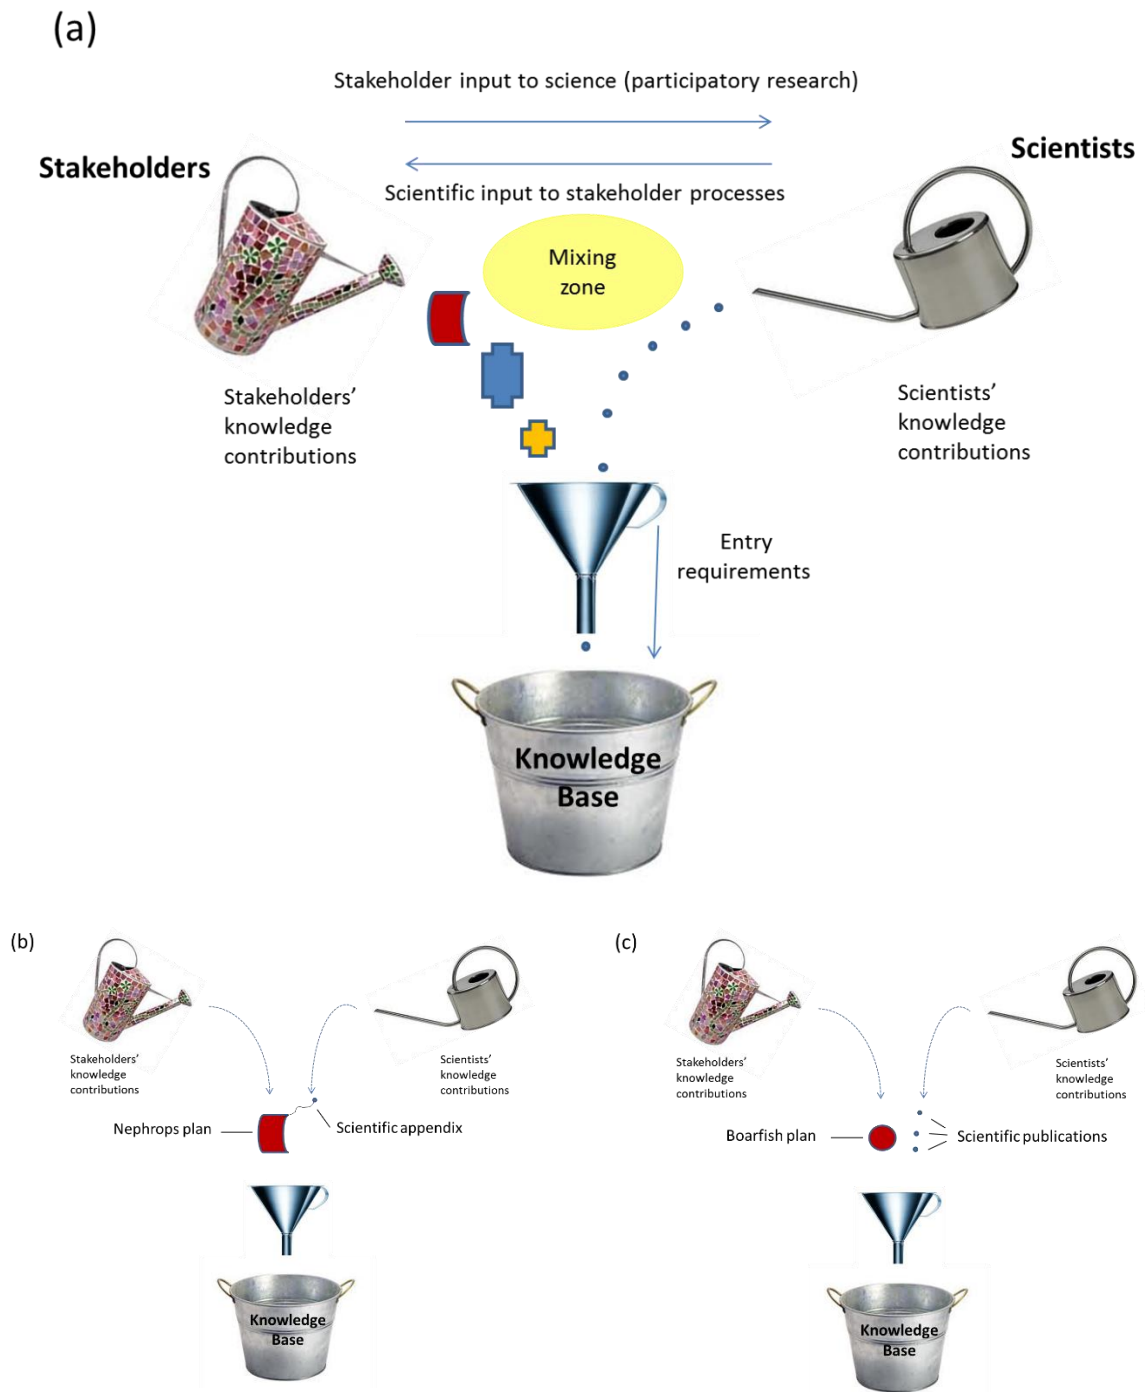 (a)
Stakeholder input to science (participatory research)
Stakeholders
Scientists
Scientific input to stakeholder processes
Mixing
zone
Stakeholders’
knowledge
contributions
Scientists’
knowledge
contributions
Entry
requirements
Knowledge
Base
(b)
Stakeholders’
knowledge
contributions
Scientists’
knowledge
contributions
Nephrops plan
Scientific appendix
Knowledge
Base
(c)
Stakeholders’
knowledge
contributions
Scientists’
knowledge
contributions
Boarfish plan
Scientific publications
Knowledge
Base